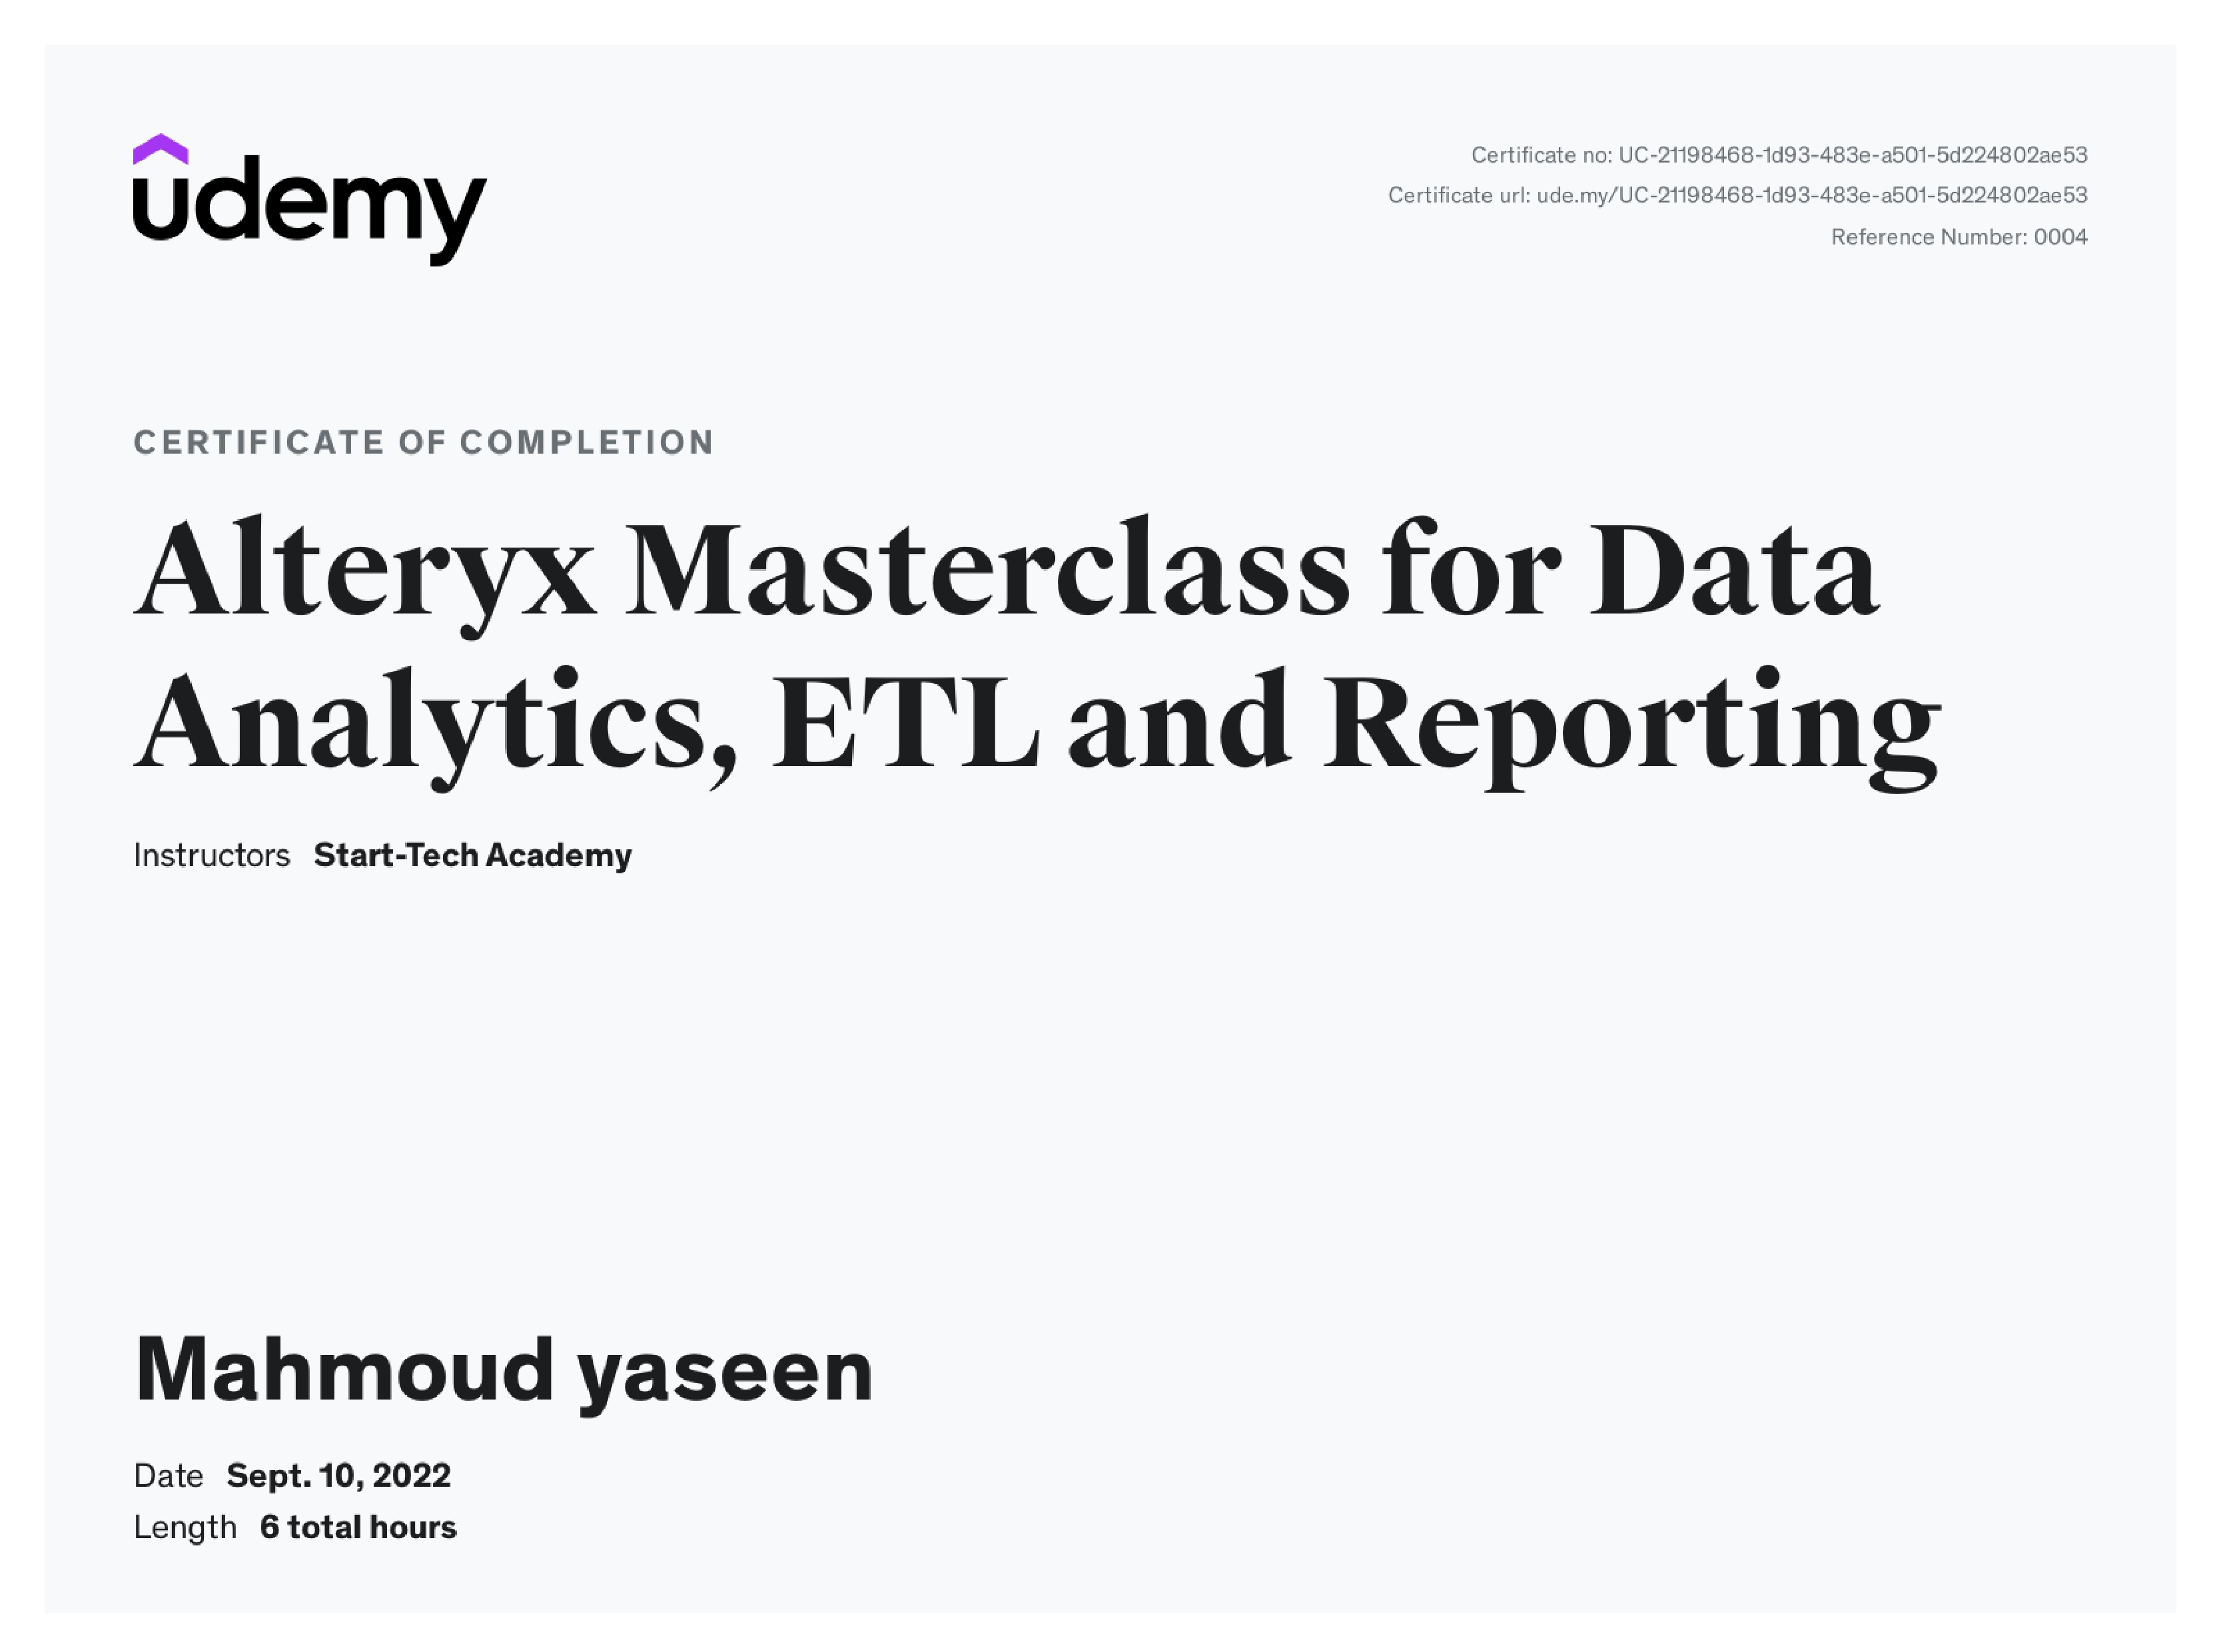 udemy
Certificate no: UC-21198468-1d93-483e-a501-5d224802ae53
Certificate url: ude.my/UC-21198468-1d93-483e-a501-5d224802ae53
Reference Number: 0004
CERTIFICATE OF COMPLETION
Alteryx Masterclass for Data
Analytics, ETL and Reporting
Instructors Start-Tech Academy
Mahmoud yaseen
Date Sept. 10, 2022
Length 6 total hours